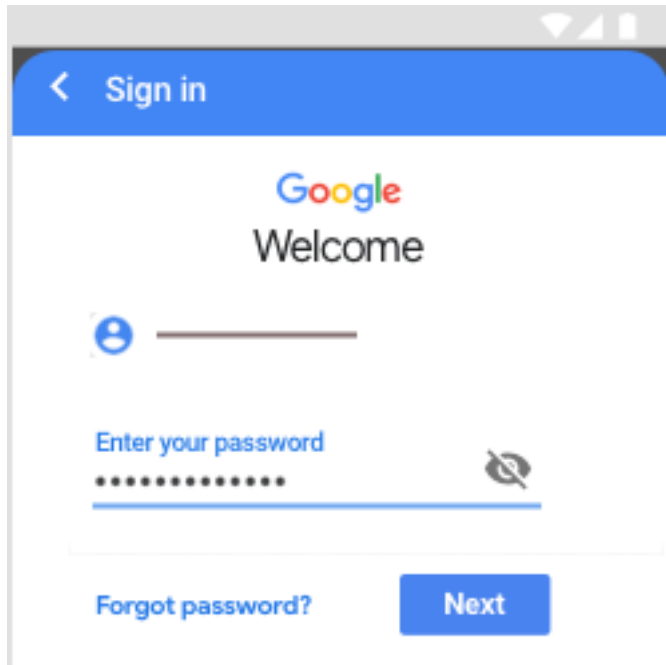 Sign in
Google
Welcome
Enter your password
•••••••••••••
Forgot password?
Next